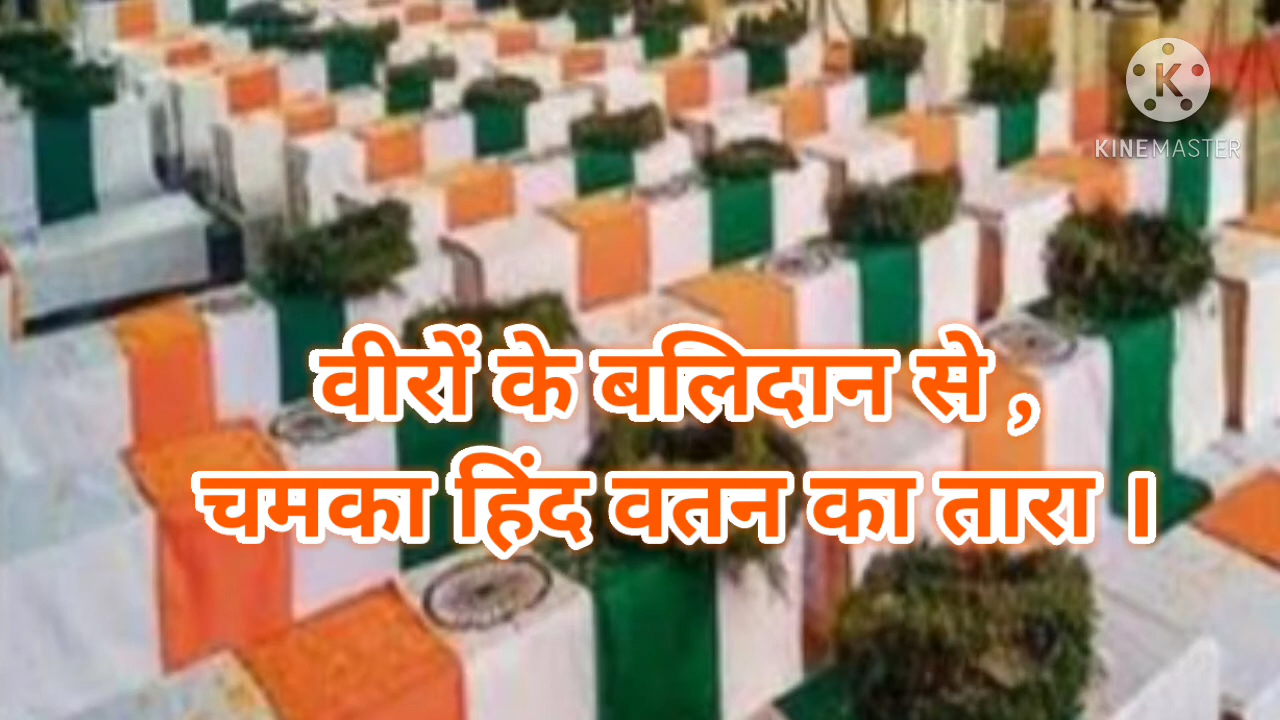 K
KINEMASTER
वीरों के बलिदान से ,
चमका हिंद वतन का तारा ।